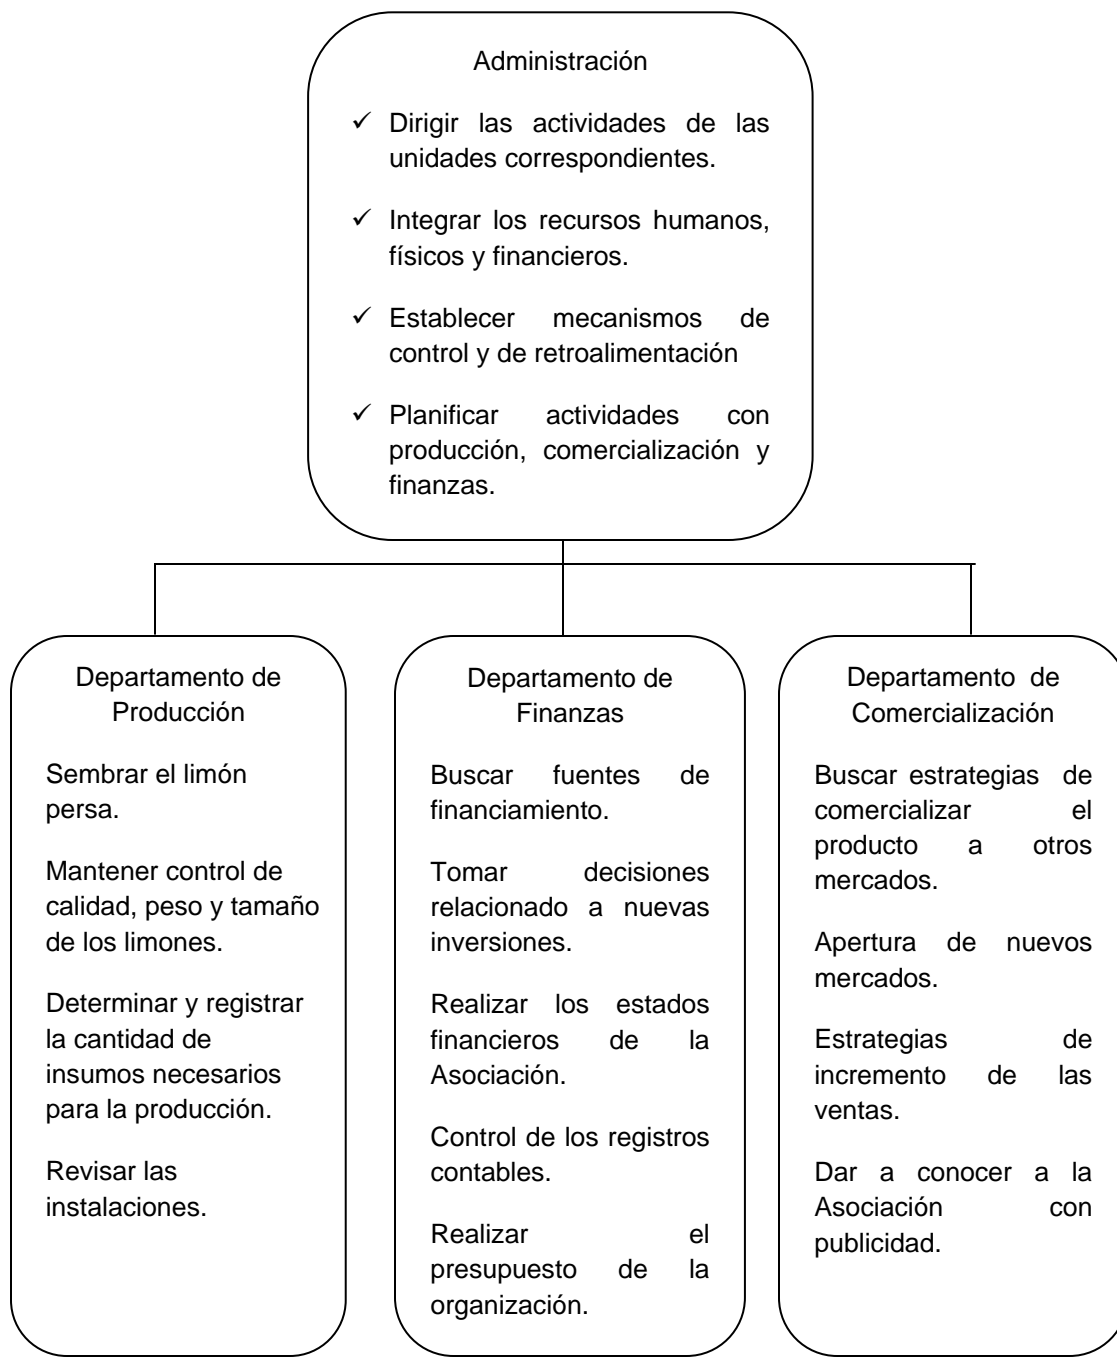 Administración
✓ Dirigir las actividades de las
unidades correspondientes.
✓ Integrar los recursos humanos,
físicos y financieros.
✓ Establecer mecanismos de
control y de retroalimentación
✓ Planificar actividades con
producción, comercialización y
finanzas.
Departamento de
Producción
Sembrar el limón
persa.
Mantener control de
calidad, peso y tamaño
de los limones.
Determinar y registrar
la cantidad de
insumos necesarios
para la producción.
Revisar las
instalaciones.
Departamento de
Finanzas
Buscar fuentes de
financiamiento.
Tomar decisiones
relacionado a nuevas
inversiones.
Realizar los estados
financieros de la
Asociación.
Control de los registros
contables.
Realizar el
presupuesto de la
organización.
Departamento de
Comercialización
Buscar estrategias de
comercializar el
producto a otros
mercados.
Apertura de nuevos
mercados.
Estrategias de
incremento de las
ventas.
Dar a conocer a la
Asociación con
publicidad.